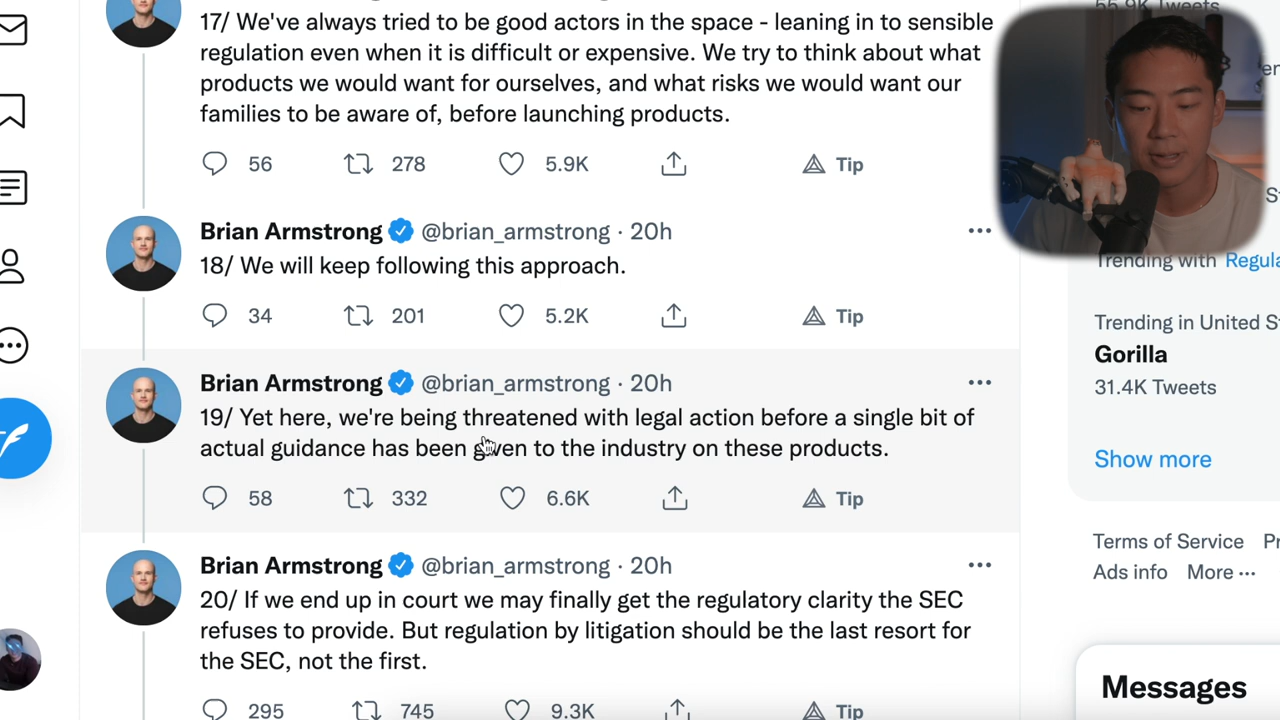 17/ We've always tried to be good actors in the space - leaning in to sensible
regulation even when it is difficult or expensive. We try to think about what
products we would want for ourselves, and what risks we would want our
families to be aware of, before launching products.
56 278 5.9K Tip
Brian Armstrong @brian_armstrong · 20h
18/ We will keep following this approach.
34 201 5.2K Tip
Brian Armstrong @brian_armstrong · 20h
19/ Yet here, we're being threatened with legal action before a single bit of
actual guidance has been given to the industry on these products.
58 332 6.6K Tip
Brian Armstrong @brian_armstrong · 20h
20/ If we end up in court we may finally get the regulatory clarity the SEC
refuses to provide. But regulation by litigation should be the last resort for
the SEC, not the first.
295 745 9.3K Tip
55.9K Tweets
Trending with Regula
Trending in United St
Gorilla
31.4K Tweets
Show more
Terms of Service Pr
Ads info More ···
Messages